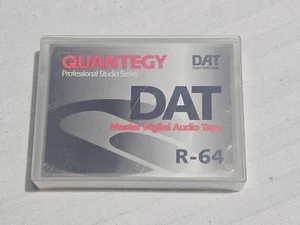 QUANTEGY
Professional Studio Series
DAT
DAT
Master Digital Audio Tape
R-64